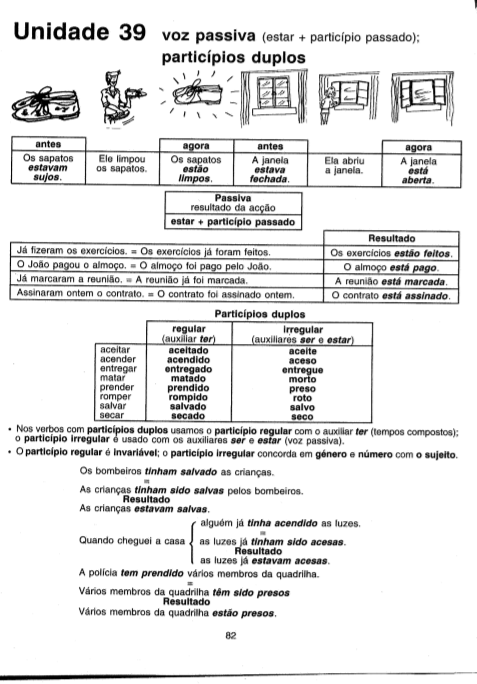 Unidade 39 voz passiva (estar + particípio passado);
particípios duplos
antes agora antes agora
Os sapatos estavam sujos. Ele limpou os sapatos. Os sapatos estão limpos. A janela estava fechada. Ela abriu a janela. A janela está aberta.
Passiva
resultado da acção
estar + particípio passado
Resultado
Já fizeram os exercícios. = Os exercícios já foram feitos. Os exercícios estão feitos.
O João pagou o almoço. = O almoço foi pago pelo João. O almoço está pago.
Já marcaram a reunião. = A reunião já foi marcada. A reunião está marcada.
Assinaram ontem o contrato. = O contrato foi assinado ontem. O contrato está assinado.
Particípios duplos
regular irregular
(auxiliar ter) (auxiliares ser e estar)
aceitar aceitado aceite
acender acendido aceso
entregar entregado entregue
matar matado morto
prender prendido preso
romper rompido roto
salvar salvado salvo
secar secado seco
• Nos verbos com particípios duplos usamos o particípio regular com o auxiliar ter (tempos compostos);
o particípio irregular é usado com os auxiliares ser e estar (voz passiva).
• O particípio regular é invariável; o particípio irregular concorda em género e número com o sujeito.
Os bombeiros tinham salvado as crianças.
=
As crianças tinham sido salvas pelos bombeiros.
Resultado
As crianças estavam salvas.
alguém já tinha acendido as luzes.
=
Quando cheguei a casa as luzes já tinham sido acesas.
Resultado
as luzes já estavam acesas.
A polícia tem prendido vários membros da quadrilha.
=
Vários membros da quadrilha têm sido presos
Resultado
Vários membros da quadrilha estão presos.
82